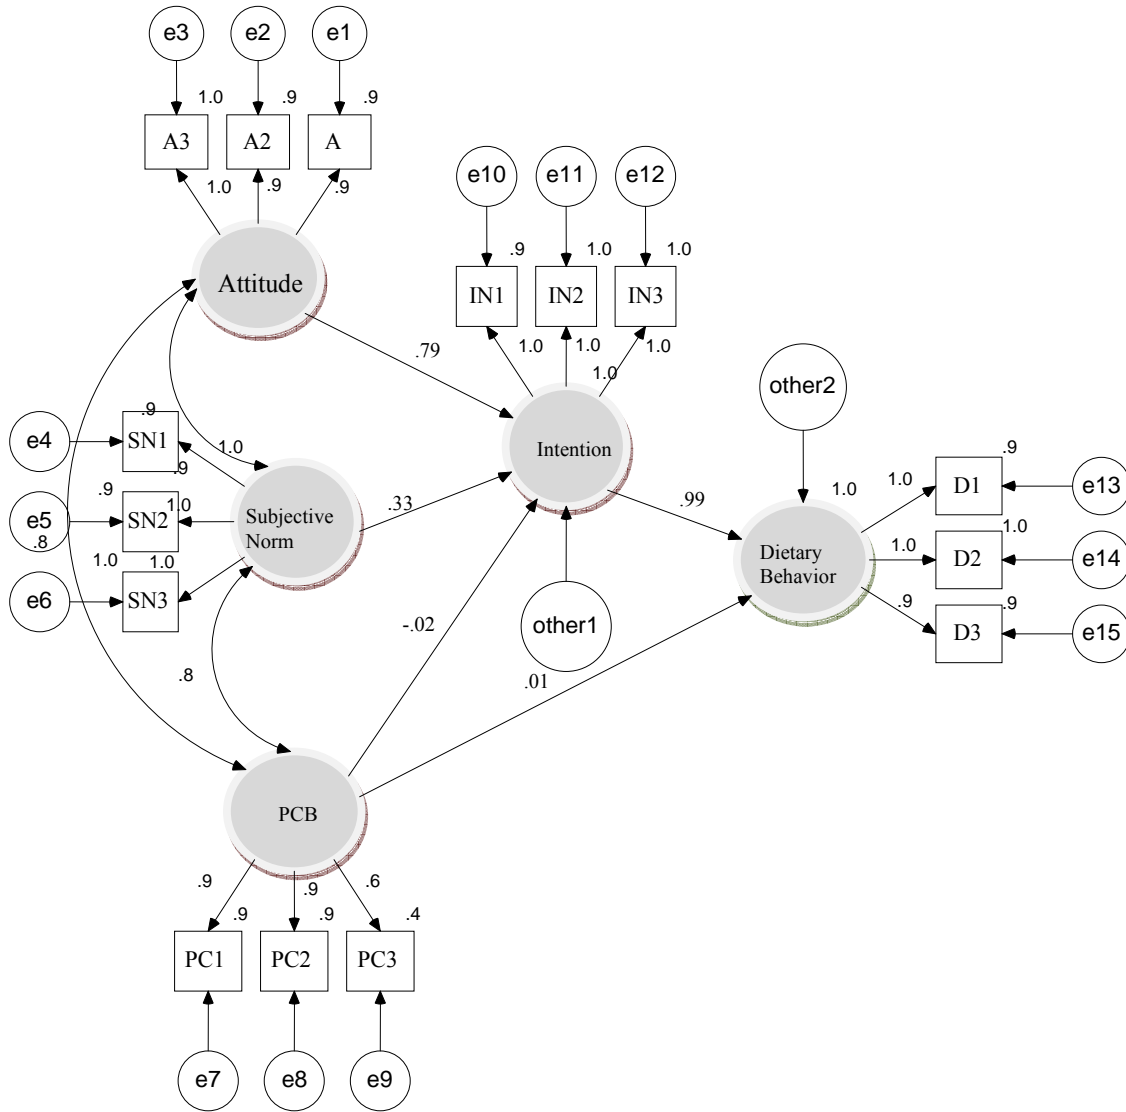 e3
e2
e1
1.0
.9
.9
A3
A2
A
1.0
.9
.9
Attitude
e10
e11
e12
.9
1.0
1.0
IN1
IN2
IN3
1.0
1.0
1.0
.79
1.0
other2
Intention
e4
.9
SN1
1.0
.9
.9
e5
SN2
1.0
.8
Subjective
Norm
.33
.99
1.0
1.0
1.0
e6
SN3
Dietary
Behavior
.9
1.0
D1
e13
1.0
1.0
D2
e14
.9
.9
D3
e15
other1
-.02
.01
.8
PCB
.9
.9
.6
.9
.9
.4
PC1
PC2
PC3
e7
e8
e9